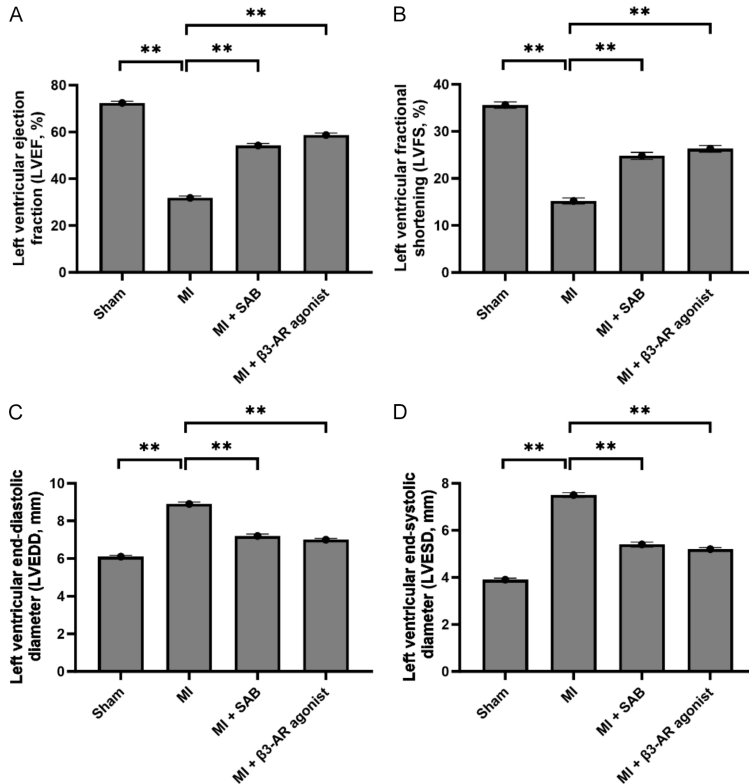 A
**
**
**
Left ventricular ejection
fraction (LVEF, %)
80
60
40
20
0
Sham
MI
MI + SAB
MI + β3-AR agonist
B
**
**
**
Left ventricular fractional
shortening (LVFS, %)
40
30
20
10
0
Sham
MI
MI + SAB
MI + β3-AR agonist
C
**
**
**
Left ventricular end-diastolic
diameter (LVEDD, mm)
10
8
6
4
2
0
Sham
MI
MI + SAB
MI + β3-AR agonist
D
**
**
**
Left ventricular end-systolic
diameter (LVESD, mm)
8
6
4
2
0
Sham
MI
MI + SAB
MI + β3-AR agonist